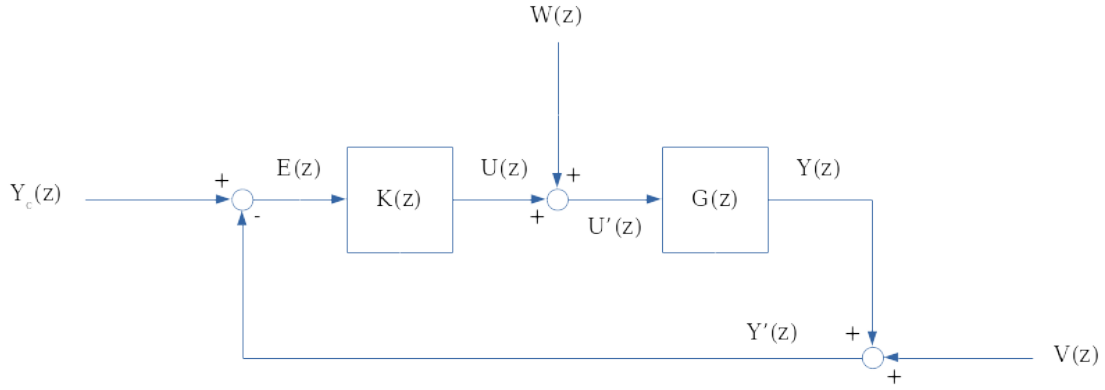 W(z)
+ E(z) U(z) + Y(z)
Y_c(z) K(z) G(z)
- + U'(z)
Y'(z) +
V(z)
+